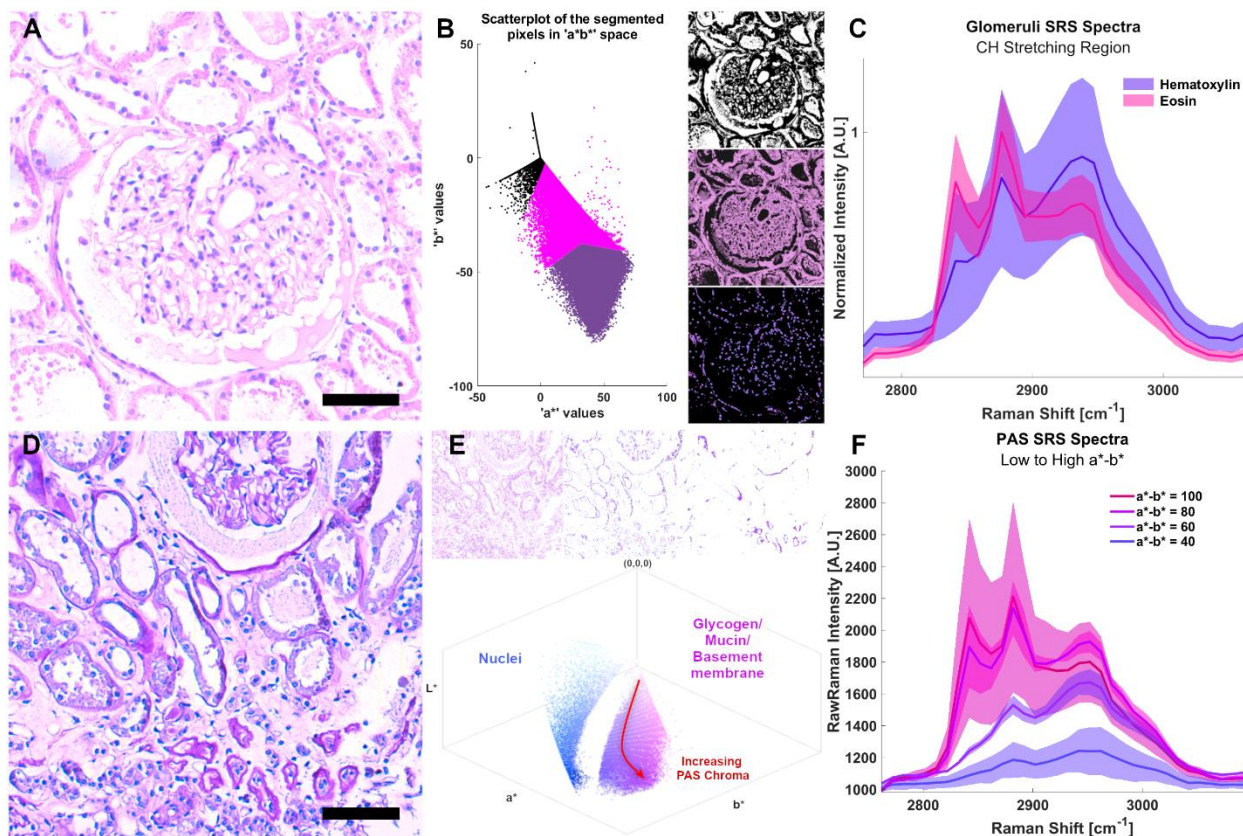 A
B
Scatterplot of the segmented
pixels in 'a*b*' space
50
0
-50
-100
'b*' values
-50
0
50
100
'a*' values
C
Glomeruli SRS Spectra
CH Stretching Region
Hematoxylin
Eosin
1
Normalized Intensity [A.U.]
2800
2900
3000
Raman Shift [cm-1]
D
E
(0,0,0)
Nuclei
Glycogen/
Mucin/
Basement
membrane
L*
Increasing
PAS Chroma
a*
b*
F
PAS SRS Spectra
Low to High a*-b*
3000
2800
2600
2400
2200
2000
1800
1600
1400
1200
1000
a*-b* = 100
a*-b* = 80
a*-b* = 60
a*-b* = 40
RawRaman Intensity [A.U.]
2800
2900
3000
Raman Shift [cm-1]